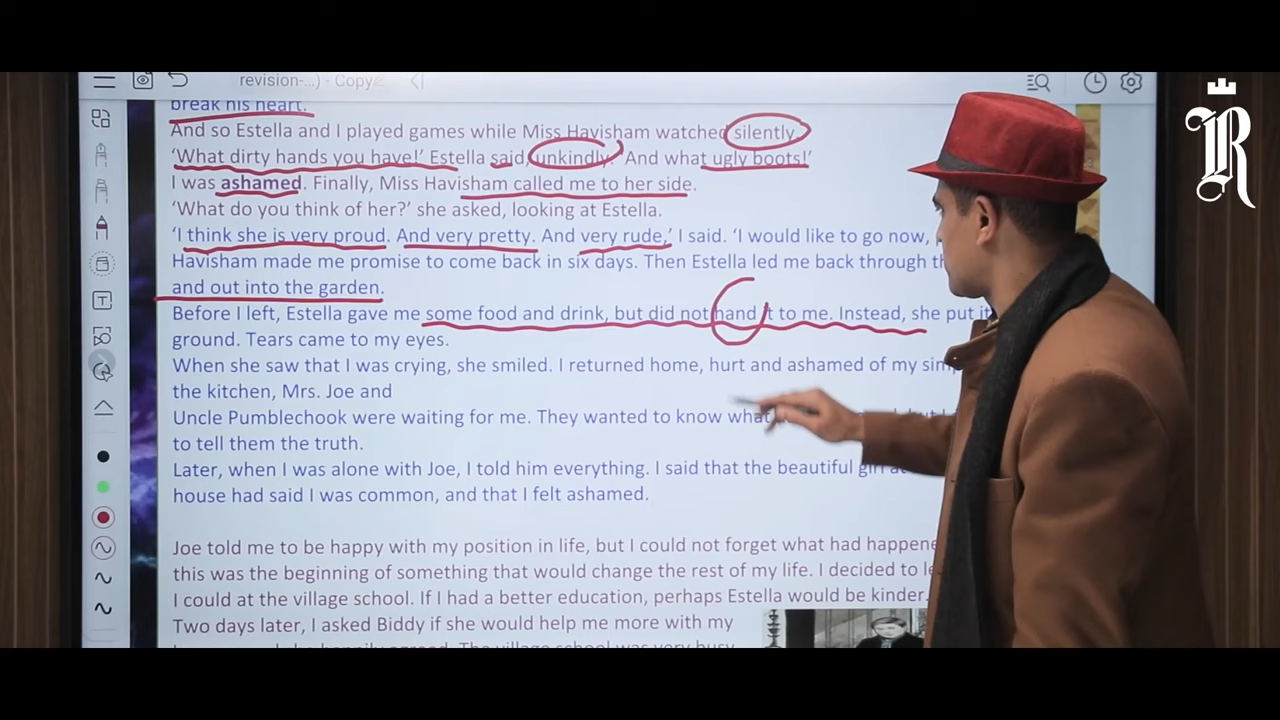 revision-...) - Copy
break his heart.
And so Estella and I played games while Miss Havisham watched silently.
‘What dirty hands you have!’ Estella said unkindly. ‘And what ugly boots!’
I was ashamed. Finally, Miss Havisham called me to her side.
‘What do you think of her?’ she asked, looking at Estella.
‘I think she is very proud. And very pretty. And very rude,’ I said. ‘I would like to go now,
Havisham made me promise to come back in six days. Then Estella led me back through
and out into the garden.
Before I left, Estella gave me some food and drink, but did not hand it to me. Instead, she put it
ground. Tears came to my eyes.
When she saw that I was crying, she smiled. I returned home, hurt and ashamed of my
the kitchen, Mrs. Joe and
Uncle Pumblechook were waiting for me. They wanted to know what
to tell them the truth.
Later, when I was alone with Joe, I told him everything. I said that the beautiful girl
house had said I was common, and that I felt ashamed.
Joe told me to be happy with my position in life, but I could not forget what had
this was the beginning of something that would change the rest of my life. I decided to
I could at the village school. If I had a better education, perhaps Estella would be kinder.
Two days later, I asked Biddy if she would help me more with my
R